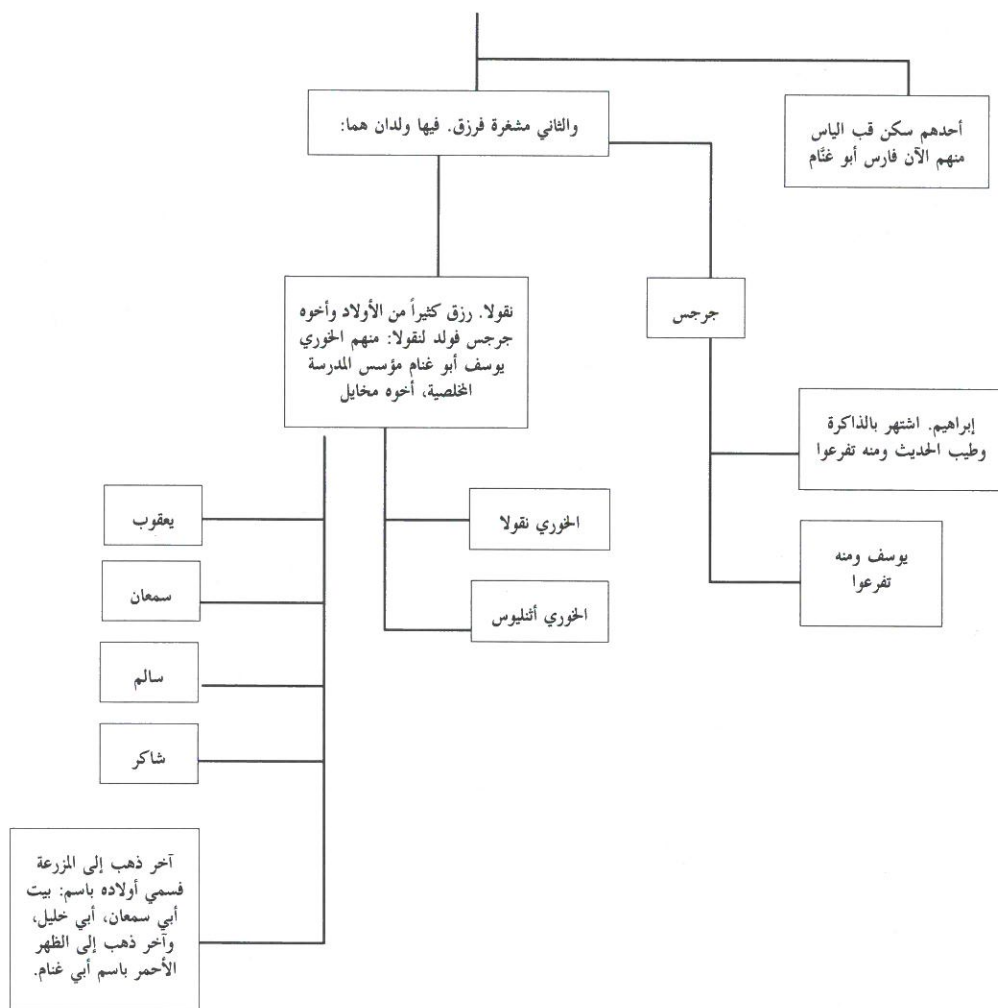 أحدهم سكن قب الياس
منهم الآن فارس أبو غنَّام
والثاني مشغرة فرزق. فيها ولدان هما:
جرجس
نقولا. رزق كثيراً من الأولاد وأخوه
جرجس فولد لنقولا: منهم الخوري
يوسف أبو غنام مؤسس المدرسة
المخلصية، أخوه مخايل
إبراهيم. اشتهر بالذاكرة
وطيب الحديث ومنه تفرعوا
يوسف ومنه
تفرعوا
الخوري نقولا
الخوري أثنليوس
يعقوب
سمعان
سالم
شاكر
آخر ذهب إلى المزرعة
فسمي أولاده باسم: بيت
أبي سمعان، أبي خليل،
وآخر ذهب إلى الظهر
الأحمر باسم أبي غنام.